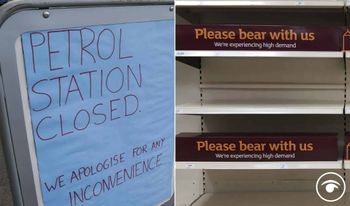 PETROL
STATION
CLOSED.
WE APOLOGISE FOR ANY
INCONVENIENCE
Please bear with us
We're experiencing high demand
Please bear with us
We're experiencing high demand